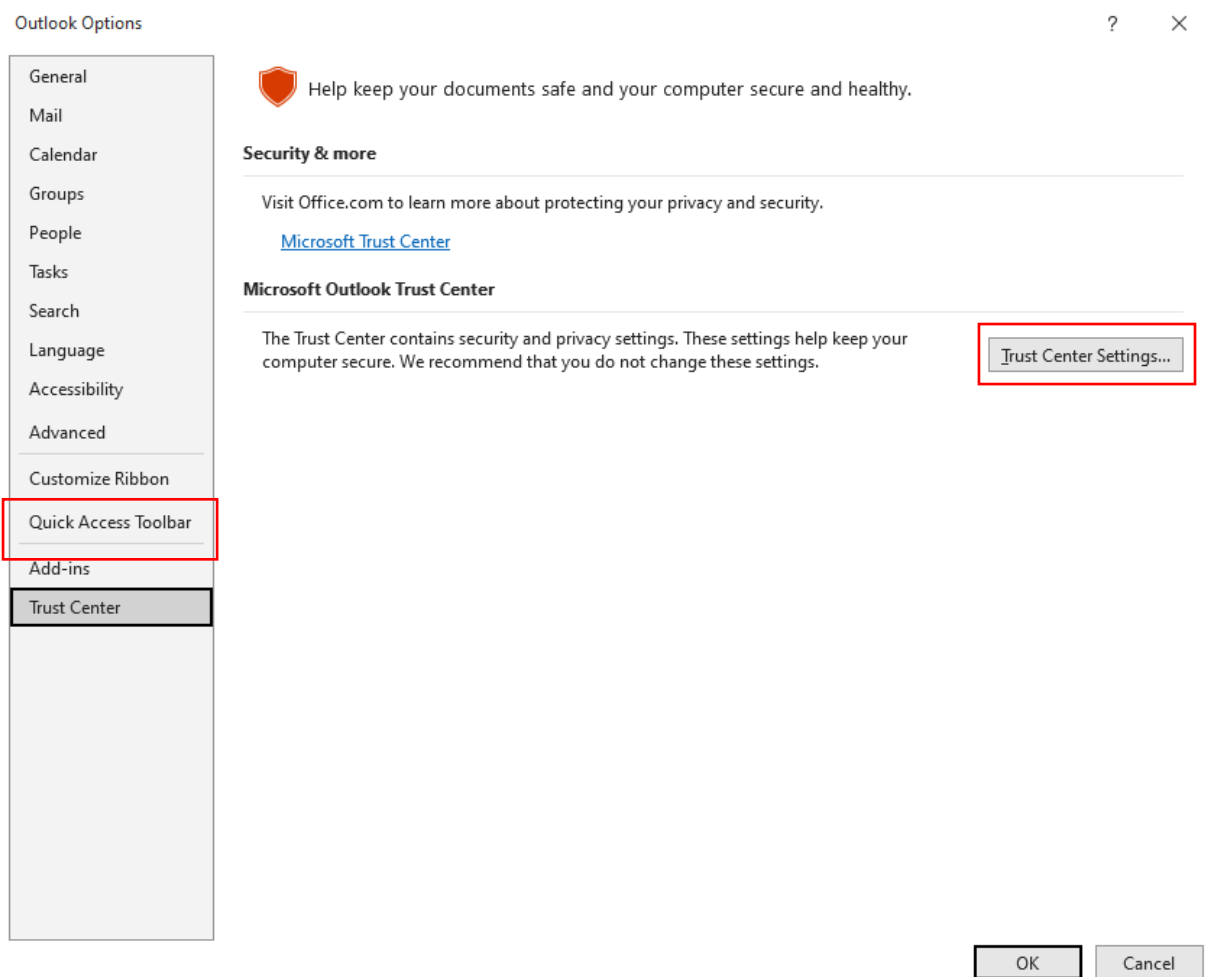 Outlook Options
?
General
Mail
Calendar
Groups
People
Tasks
Search
Language
Accessibility
Advanced
Customize Ribbon
Quick Access Toolbar
Add-ins
Trust Center
Help keep your documents safe and your computer secure and healthy.
Security & more
Visit Office.com to learn more about protecting your privacy and security.
Microsoft Trust Center
Microsoft Outlook Trust Center
The Trust Center contains security and privacy settings. These settings help keep your
computer secure. We recommend that you do not change these settings.
Trust Center Settings...
OK
Cancel